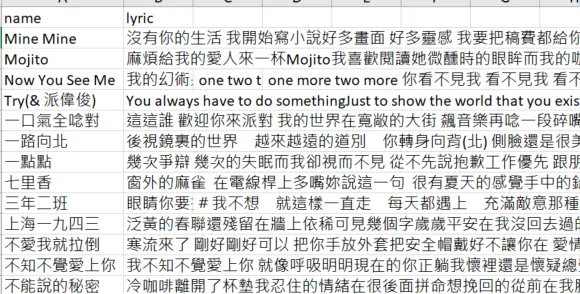 name lyric
Mine Mine 沒有你的生活 我開始寫小說好多畫面 好多靈感 我要把稿費都給你
Mojito 麻煩給我的愛人來一杯Mojito我喜歡閱讀她微醺時的眼眸而我的咖
Now You See Me 我的幻術: one two t one more two more 你看不見我 看不見我 看不
Try(& 派偉俊) You always have to do somethingJust to show the world that you exis
一口氣全唸對 這這誰 歡迎你來派對 我的世界在寬敞的大街 飆音樂再唸一段碎嘴
一路向北 後視鏡裏的世界 越來越遠的道別 你轉身向背(北) 側臉還是很美
一點點 幾次爭辯 幾次的失眠而我卻視而不見 從不先說抱歉工作優先 跟朋
七里香 窗外的麻雀 在電線桿上多嘴妳說這一句 很有夏天的感覺手中的鉛
三年二班 眼睛你要: # 我不想 就這樣一直走 每天都遇上 充滿敵意那種
上海一九四三 泛黃的春聯還殘留在牆上依稀可見幾個字歲歲平安在我沒回去過的
不愛我就拉倒 寒流來了 剛好剛好可以 把你手放外套把安全帽戴好不讓你在 愛情
不知不覺愛上你 我不知不覺愛上你 就像呼吸明明現在的你正躺我懷裡還是懷疑總
不能說的秘密 冷咖啡離開了杯墊我忍住的情緒在很後面拼命想挽回的從前在我臉